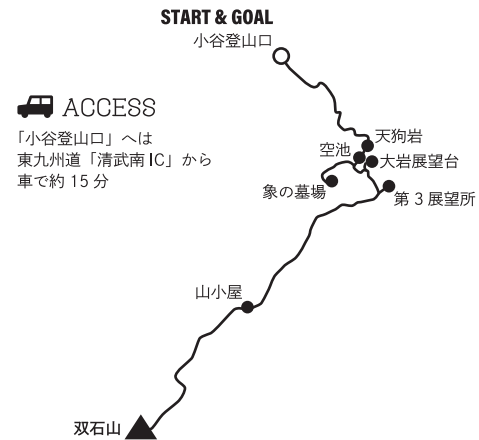 START & GOAL
小谷登山口
ACCESS
「小谷登山口」へは
東九州道「清武南IC」から
車で約 15 分
天狗岩
空池
大岩展望台
象の墓場
第 3 展望所
山小屋
双石山